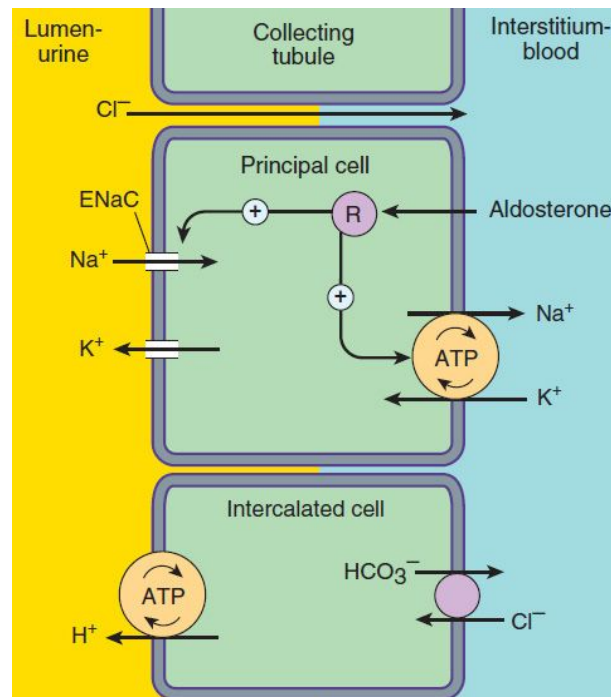 Lumen-
urine
Collecting
tubule
Interstitium-
blood
Cl⁻
Principal cell
ENaC
+
R
Aldosterone
Na⁺
+
Na⁺
K⁺
ATP
K⁺
Intercalated cell
HCO₃⁻
ATP
Cl⁻
H⁺